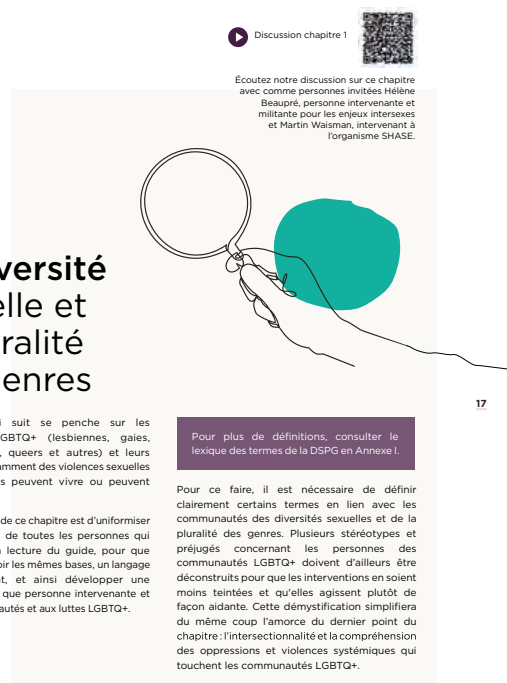 Discussion chapitre 1
Écoutez notre discussion sur ce chapitre
avec comme personnes invitées Hélène
Beaupré, personne intervenante et
militante pour les enjeux intersexes
et Martin Waisman, intervenant à
l'organisme SHASE.
versité
elle et
ralité
enres
17
i suit se penche sur les
GBTQ+ (lesbiennes, gaies,
, queers et autres) et leurs
amment des violences sexuelles
s peuvent vivre ou peuvent
de ce chapitre est d'uniformiser
de toutes les personnes qui
lecture du guide, pour que
oir les mêmes bases, un langage
t, et ainsi développer une
que personne intervenante et
autés et aux luttes LGBTQ+.
Pour plus de définitions, consulter le
lexique des termes de la DSPG en Annexe I.
Pour ce faire, il est nécessaire de définir
clairement certains termes en lien avec les
communautés des diversités sexuelles et de la
pluralité des genres. Plusieurs stéréotypes et
préjugés concernant les personnes des
communautés LGBTQ+ doivent d'ailleurs être
déconstruits pour que les interventions en soient
moins teintées et qu'elles agissent plutôt de
façon aidante. Cette démystification simplifiera
du même coup l'amorce du dernier point du
chapitre : l'intersectionnalité et la compréhension
des oppressions et violences systémiques qui
touchent les communautés LGBTQ+.